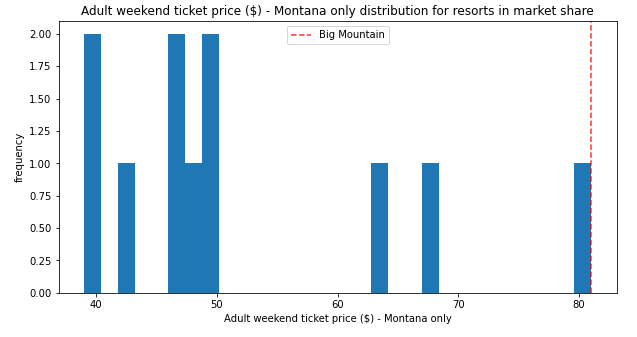 Adult weekend ticket price ($) - Montana only distribution for resorts in market share
Big Mountain
2.00
1.75
1.50
1.25
1.00
0.75
0.50
0.25
0.00
frequency
40 50 60 70 80
Adult weekend ticket price ($) - Montana only